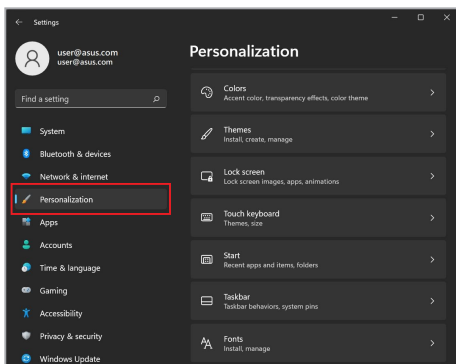 Settings
user@asus.com
user@asus.com
Find a setting
System
Bluetooth & devices
Network & internet
Personalization
Apps
Accounts
Time & language
Gaming
Accessibility
Privacy & security
Windows Update
Personalization
Colors
Accent color, transparency effects, color theme
Themes
Install, create, manage
Lock screen
Lock screen images, apps, animations
Touch keyboard
Themes, size
Start
Recent apps and items, folders
Taskbar
Taskbar behaviors, system pins
Fonts
Install, manage